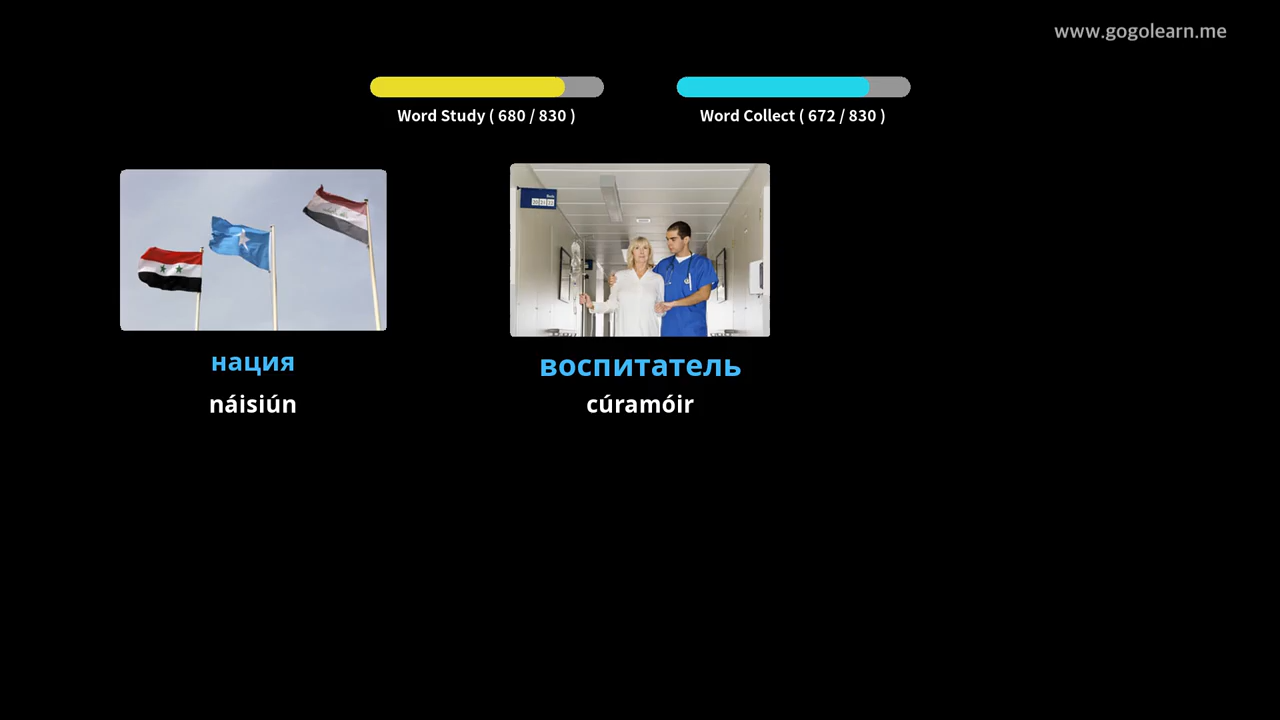 www.gogolearn.me
Word Study ( 680 / 830 )
Word Collect ( 672 / 830 )
нация
náisiún
воспитатель
cúramóir